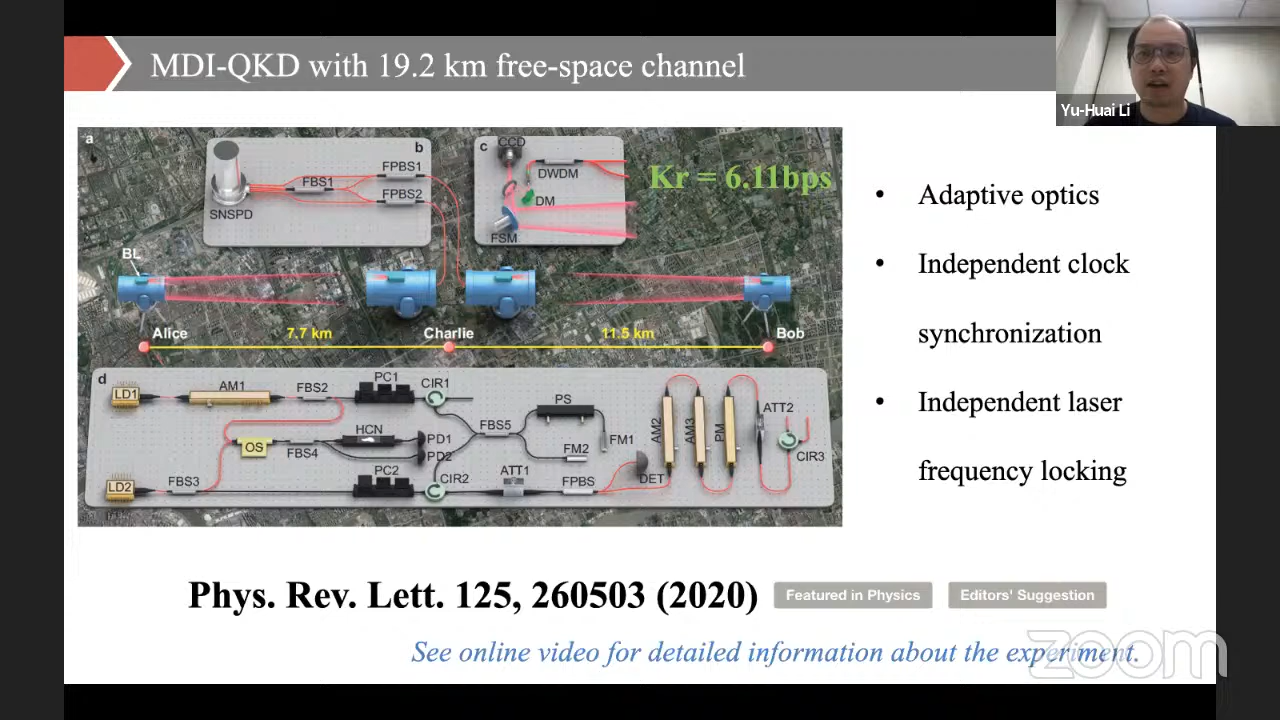 MDI-QKD with 19.2 km free-space channel
Yu-Huai Li
a
b
c
CCD
FPBS1
DWDM
Kr = 6.11bps
FBS1
FPBS2
DM
SNSPD
FSM
BL
Alice
7.7 km
Charlie
11.5 km
Bob
d
LD1
AM1
FBS2
PC1
CIR1
PS
AM2
AM3
PM
ATT2
OS
FBS4
HCN
PD1
PD2
FBS5
FM1
FM2
CIR3
LD2
FBS3
PC2
CIR2
ATT1
FPBS
DET
• Adaptive optics
• Independent clock
synchronization
• Independent laser
frequency locking
Phys. Rev. Lett. 125, 260503 (2020)
Featured in Physics
Editors' Suggestion
See online video for detailed information about the experiment.
zoom